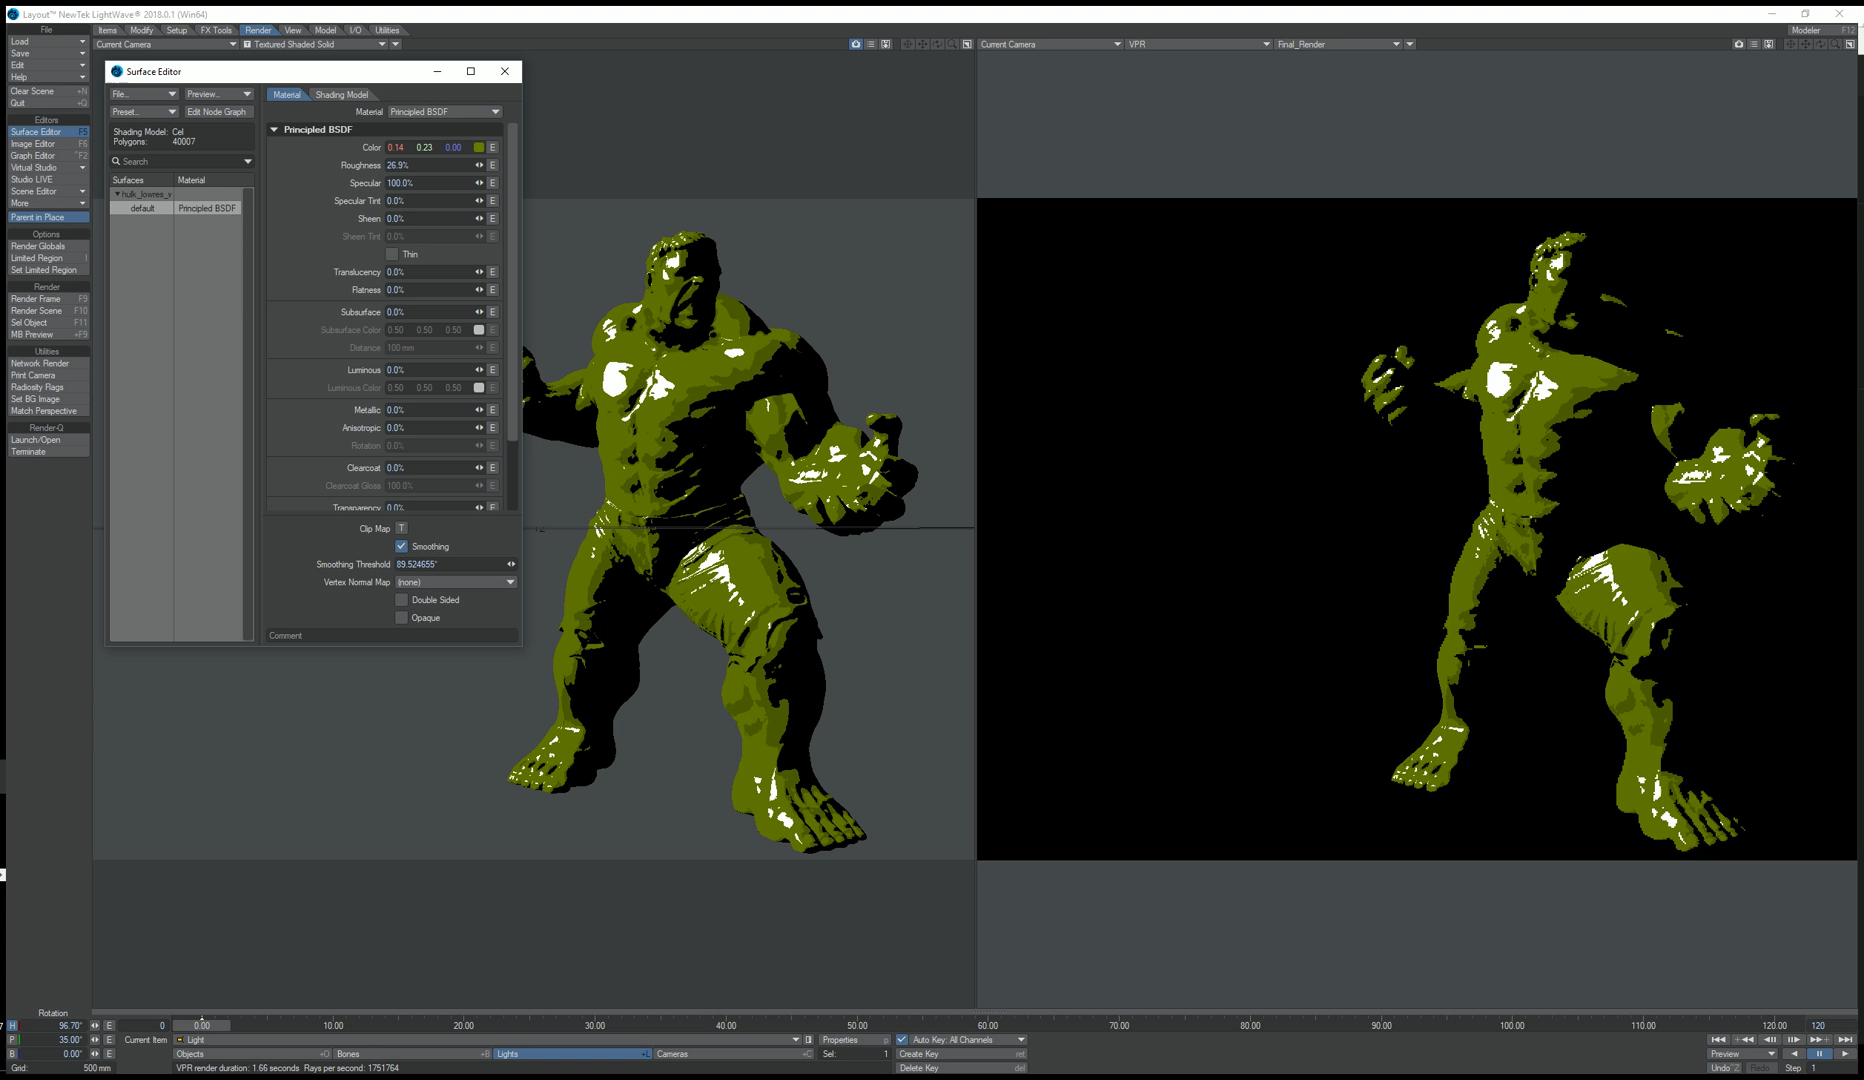 Layout™ NewTek LightWave® 2018.0.1 (Win64)
File Items Modify Setup FX Tools Render View Model I/O Utilities Modeler F12
Load Current Camera T Textured Shaded Solid Current Camera VPR Final_Render
Save
Edit
Help
Clear Scene +N
Quit +Q
Editors
Surface Editor F5
Image Editor F6
Graph Editor ^F2
Virtual Studio
Studio LIVE
Scene Editor
More
Parent in Place
Options
Render Globals
Limited Region l
Set Limited Region
Render
Render Frame F9
Render Scene F10
Sel Object F11
MB Preview +F9
Utilities
Network Render
Print Camera
Radiosity Flags
Set BG Image
Match Perspective
Render-Q
Launch/Open
Terminate
Surface Editor
File... Preview...
Preset... Edit Node Graph
Shading Model: Cel
Polygons: 40007
Search
Surfaces Material
hulk_lowres_v
default Principled BSDF
Material Shading Model
Material Principled BSDF
Principled BSDF
Color 0.14 0.23 0.00 E
Roughness 26.9% E
Specular 100.0% E
Specular Tint 0.0% E
Sheen 0.0% E
Sheen Tint 0.0% E
Thin
Translucency 0.0% E
Flatness 0.0% E
Subsurface 0.0% E
Subsurface Color 0.50 0.50 0.50 E
Distance 100 mm E
Luminous 0.0% E
Luminous Color 0.50 0.50 0.50 E
Metallic 0.0% E
Anisotropic 0.0% E
Rotation 0.0% E
Clearcoat 0.0% E
Clearcoat Gloss 100.0% E
Transparency 0.0% E
Clip Map T
Smoothing
Smoothing Threshold 89.524655°
Vertex Normal Map (none)
Double Sided
Opaque
Comment
Rotation
H 96.70° E 0 0.00 10.00 20.00 30.00 40.00 50.00 60.00 70.00 80.00 90.00 100.00 110.00 120.00 120
P 35.00° E Current Item Light Properties p Auto Key: All Channels
B 0.00° E Objects +O Bones +B Lights +L Cameras +C Sel: 1 Create Key ret Preview
Grid: 500 mm VPR render duration: 1.66 seconds Rays per second: 1751764 Delete Key del Undo ^Z Redo Step 1